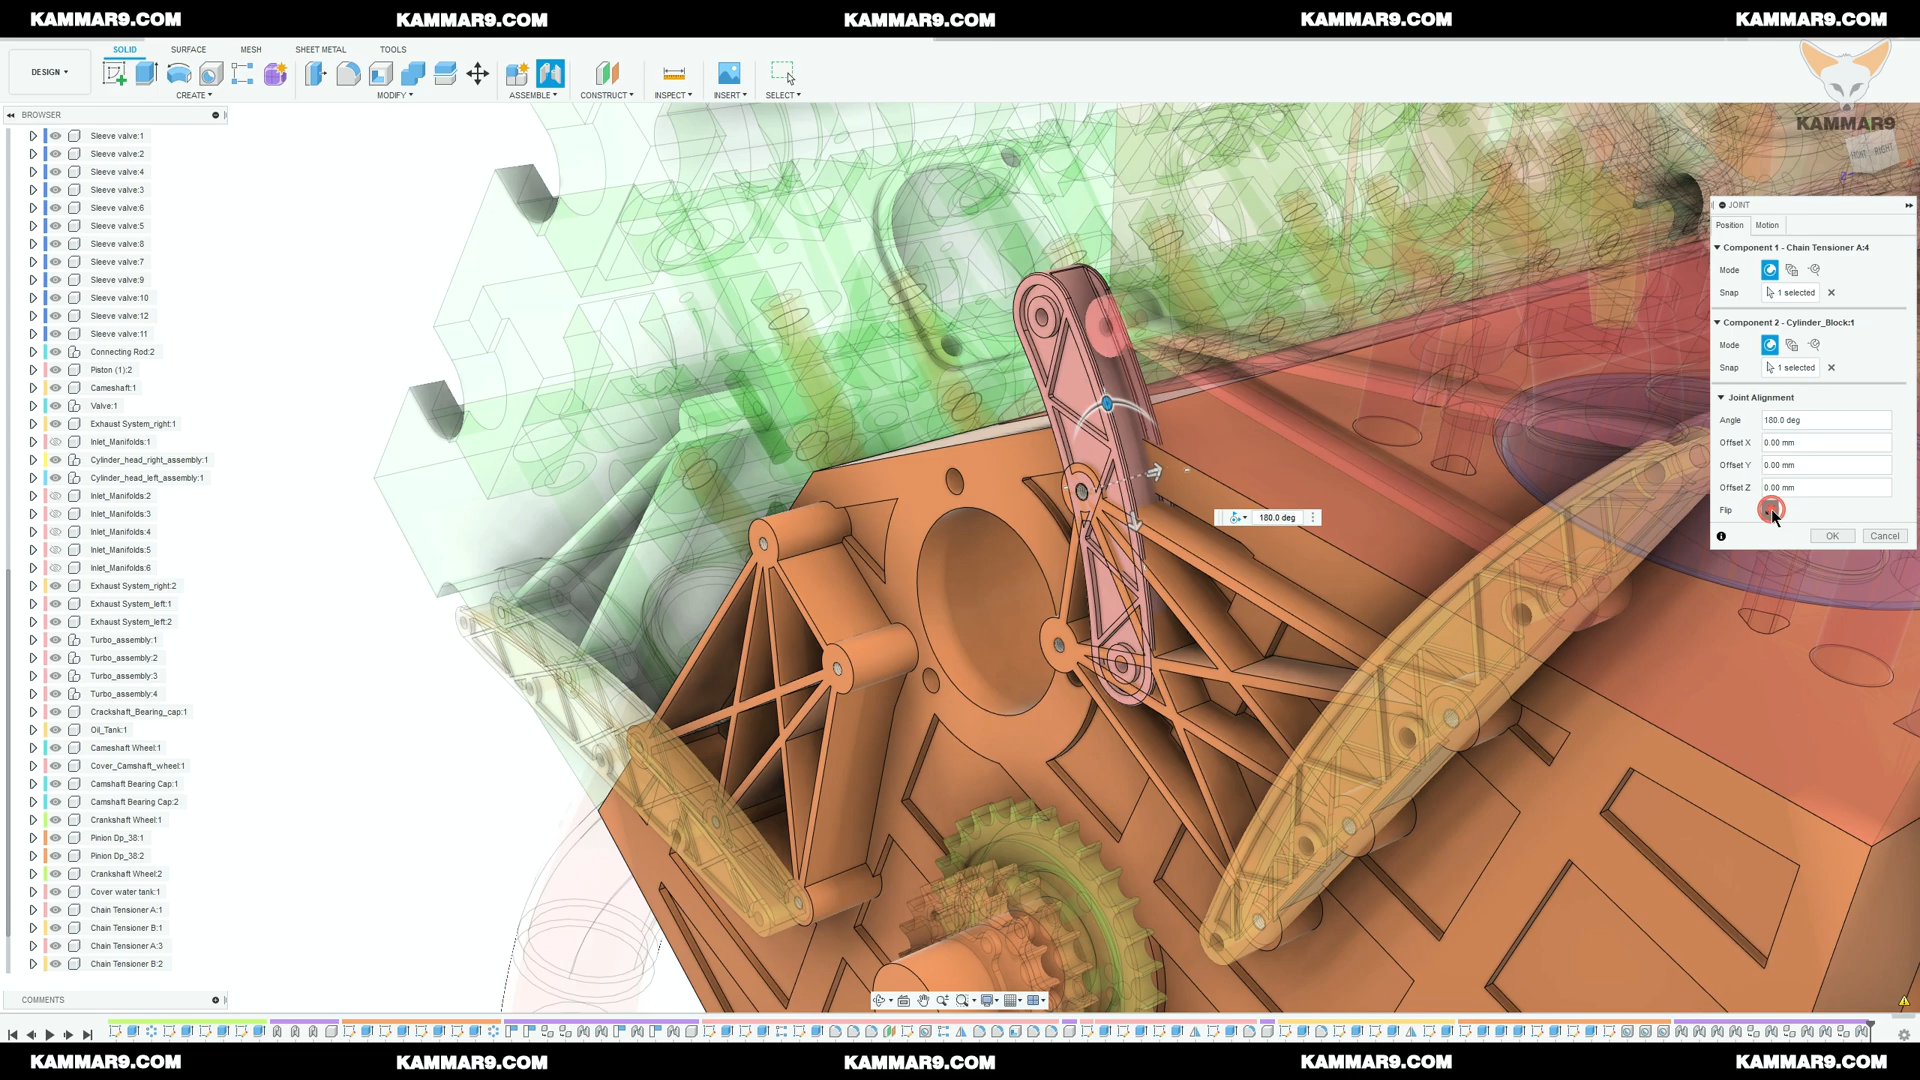 KAMMAR9.COM KAMMAR9.COM KAMMAR9.COM KAMMAR9.COM KAMMAR9.COM
SOLID SURFACE MESH SHEET METAL TOOLS
DESIGN
CREATE MODIFY ASSEMBLE CONSTRUCT INSPECT INSERT SELECT
KAMMAR9
FRONT RIGHT
BROWSER
Sleeve valve:1
Sleeve valve:2
Sleeve valve:4
Sleeve valve:3
Sleeve valve:6
Sleeve valve:5
Sleeve valve:8
Sleeve valve:7
Sleeve valve:9
Sleeve valve:10
Sleeve valve:12
Sleeve valve:11
Connecting Rod:2
Piston (1):2
Cameshaft:1
Valve:1
Exhaust System_right:1
Inlet_Manifolds:1
Cylinder_head_right_assembly:1
Cylinder_head_left_assembly:1
Inlet_Manifolds:2
Inlet_Manifolds:3
Inlet_Manifolds:4
Inlet_Manifolds:5
Inlet_Manifolds:6
Exhaust System_right:2
Exhaust System_left:1
Exhaust System_left:2
Turbo_assembly:1
Turbo_assembly:2
Turbo_assembly:3
Turbo_assembly:4
Crackshaft_Bearing_cap:1
Oil_Tank:1
Cameshaft Wheel:1
Cover_Camshaft_wheel:1
Camshaft Bearing Cap:1
Camshaft Bearing Cap:2
Crankshaft Wheel:1
Pinion Dp_38:1
Pinion Dp_38:2
Crankshaft Wheel:2
Cover water tank:1
Chain Tensioner A:1
Chain Tensioner B:1
Chain Tensioner A:3
Chain Tensioner B:2
COMMENTS
180.0 deg
JOINT
Position Motion
Component 1 - Chain Tensioner A:4
Mode
Snap 1 selected
Component 2 - Cylinder_Block:1
Mode
Snap 1 selected
Joint Alignment
Angle 180.0 deg
Offset X 0.00 mm
Offset Y 0.00 mm
Offset Z 0.00 mm
Flip
OK Cancel
KAMMAR9.COM KAMMAR9.COM KAMMAR9.COM KAMMAR9.COM KAMMAR9.COM